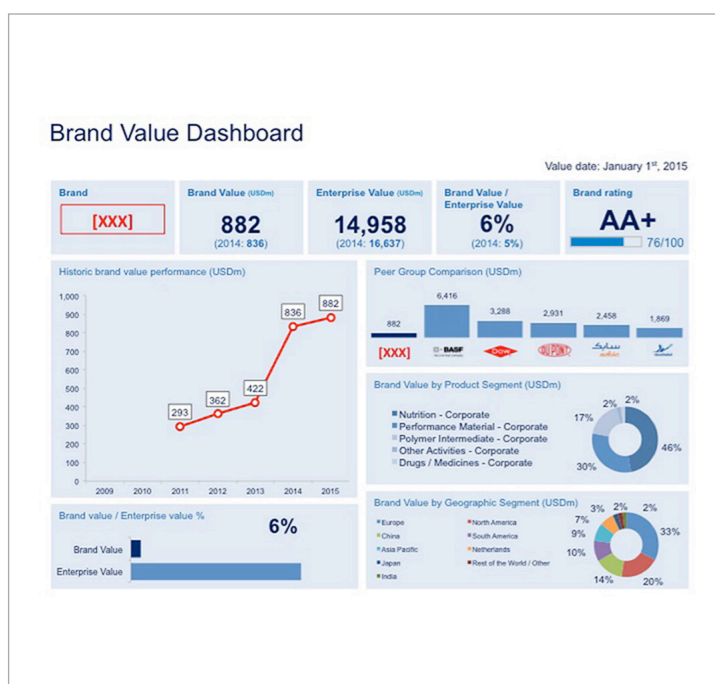 Brand Value Dashboard
Value date: January 1st, 2015
Brand
[XXX]
Brand Value (USDm)
882
(2014: 836)
Enterprise Value (USDm)
14,958
(2014: 16,637)
Brand Value /
Enterprise Value
6%
(2014: 5%)
Brand rating
AA+
76/100
Historic brand value performance (USDm)
1,000
900
800
700
600
500
400
300
200
100
0
293
362
422
836
882
2009 2010 2011 2012 2013 2014 2015
Brand value / Enterprise value %
6%
Brand Value
Enterprise Value
Peer Group Comparison (USDm)
882 6,416 3,288 2,931 2,458 1,869
[XXX] BASF Dow DUPONT سابك
Brand Value by Product Segment (USDm)
Nutrition - Corporate
Performance Material - Corporate
Polymer Intermediate - Corporate
Other Activities - Corporate
Drugs / Medicines - Corporate
2% 2%
17%
46%
30%
Brand Value by Geographic Segment (USDm)
Europe North America
China South America
Asia Pacific Netherlands
Japan Rest of the World / Other
India
3% 2% 2%
7%
33%
9%
10%
14% 20%